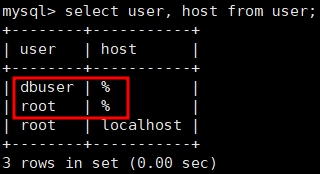 mysql> select user, host from user;
+--------+-----------+
| user | host |
+--------+-----------+
| dbuser | % |
| root | % |
| root | localhost |
+--------+-----------+
3 rows in set (0.00 sec)